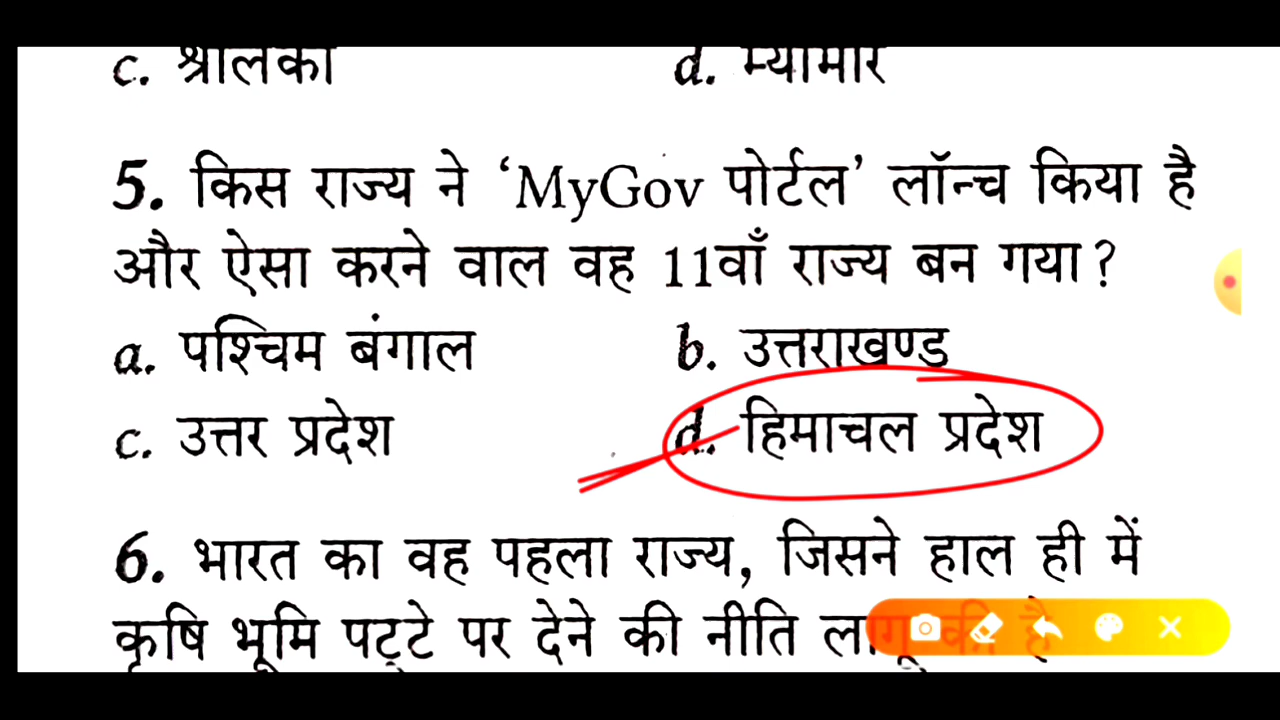 c. श्रीलंका d. म्यांमार
5. किस राज्य ने ‘MyGov पोर्टल’ लॉन्च किया है
और ऐसा करने वाल वह 11वाँ राज्य बन गया?
a. पश्चिम बंगाल b. उत्तराखण्ड
c. उत्तर प्रदेश d. हिमाचल प्रदेश
6. भारत का वह पहला राज्य, जिसने हाल ही में
कृषि भूमि पट्टे पर देने की नीति लागू की है